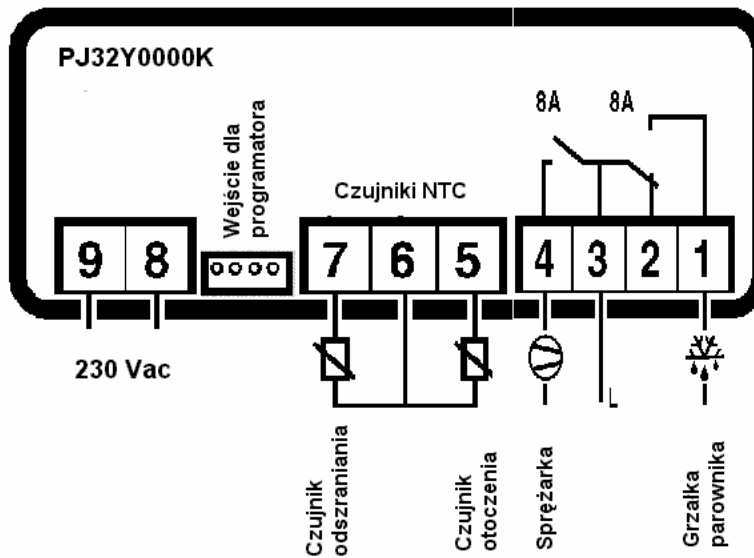 PJ32Y0000K
8A 8A
Wejście dla
programatora
Czujniki NTC
9 8 7 6 5 4 3 2 1
230 Vac
L
Czujnik
odszraniania
Czujnik
otoczenia
Sprężarka
Grzałka
parownika